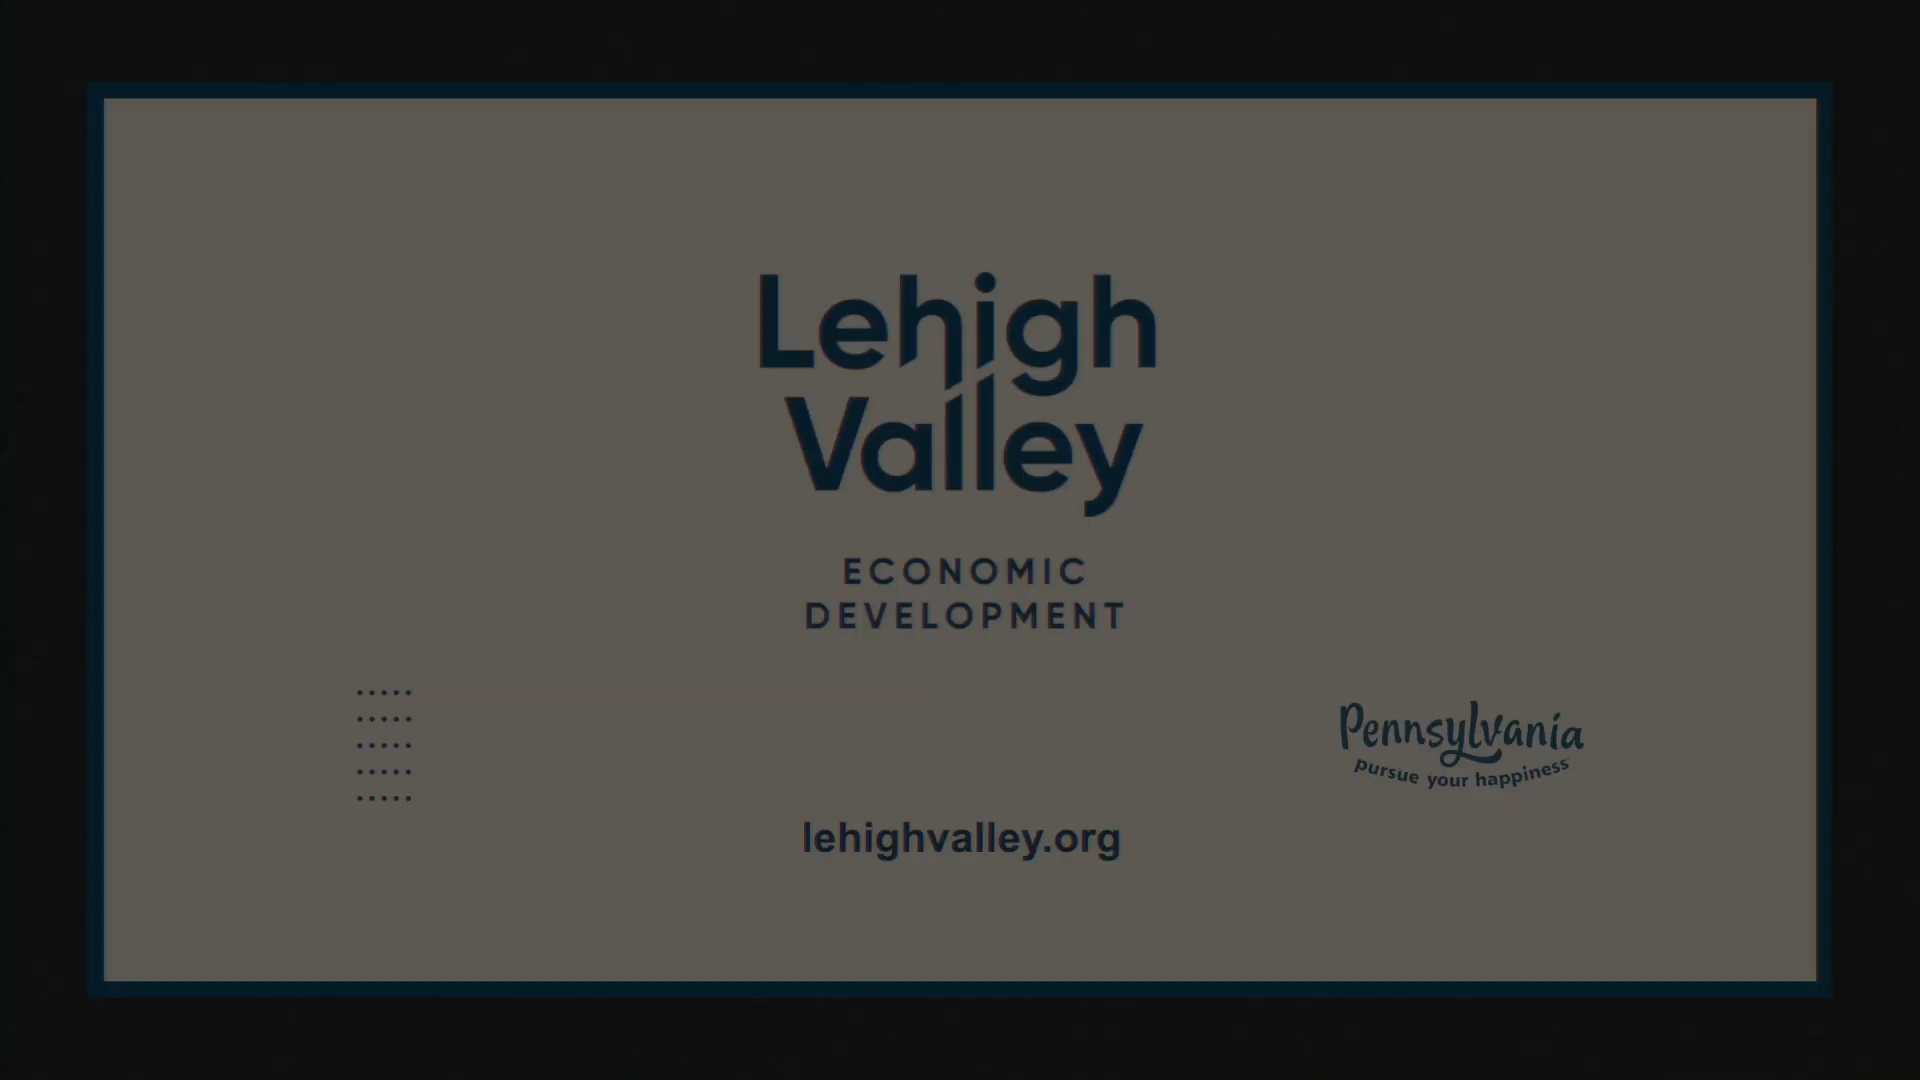 Lehigh
Valley
ECONOMIC
DEVELOPMENT
Pennsylvania
pursue your happiness
lehighvalley.org